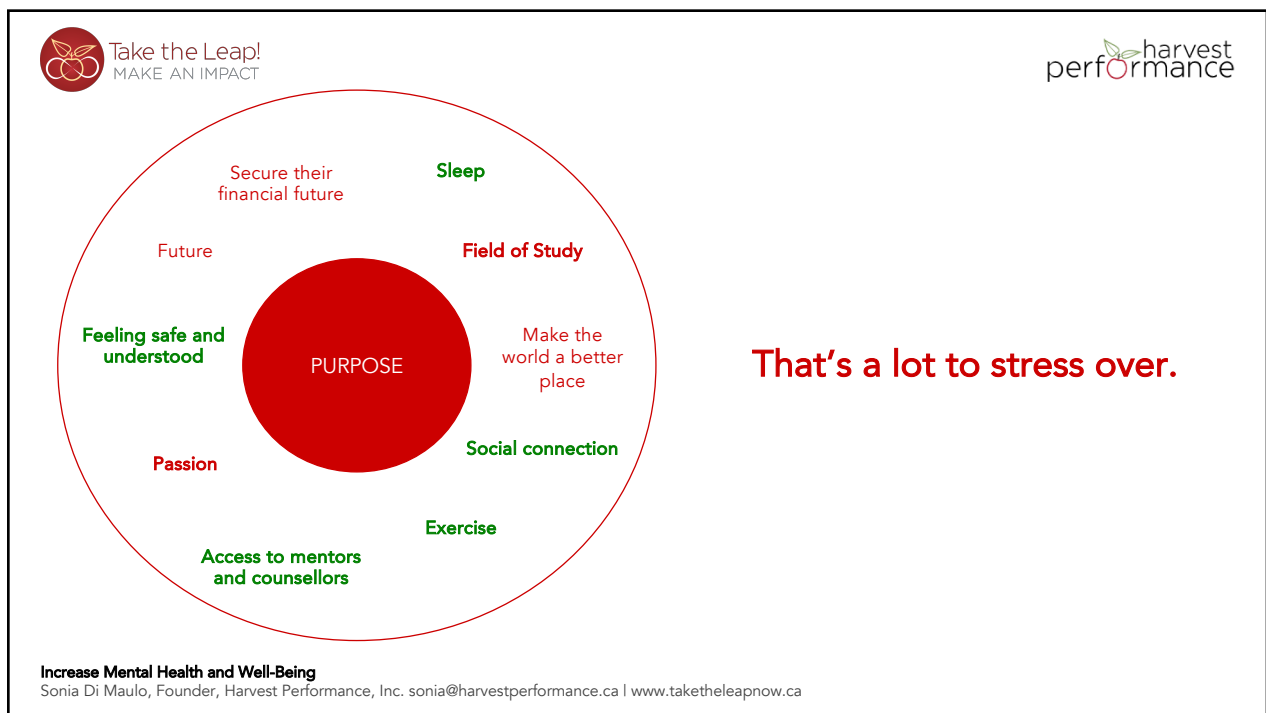 Take the Leap!
MAKE AN IMPACT
harvest
performance
Secure their
financial future
Sleep
Future
Field of Study
Feeling safe and
understood
PURPOSE
Make the
world a better
place
That's a lot to stress over.
Social connection
Passion
Exercise
Access to mentors
and counsellors
Increase Mental Health and Well-Being
Sonia Di Maulo, Founder, Harvest Performance, Inc. sonia@harvestperformance.ca | www.taketheleapnow.ca